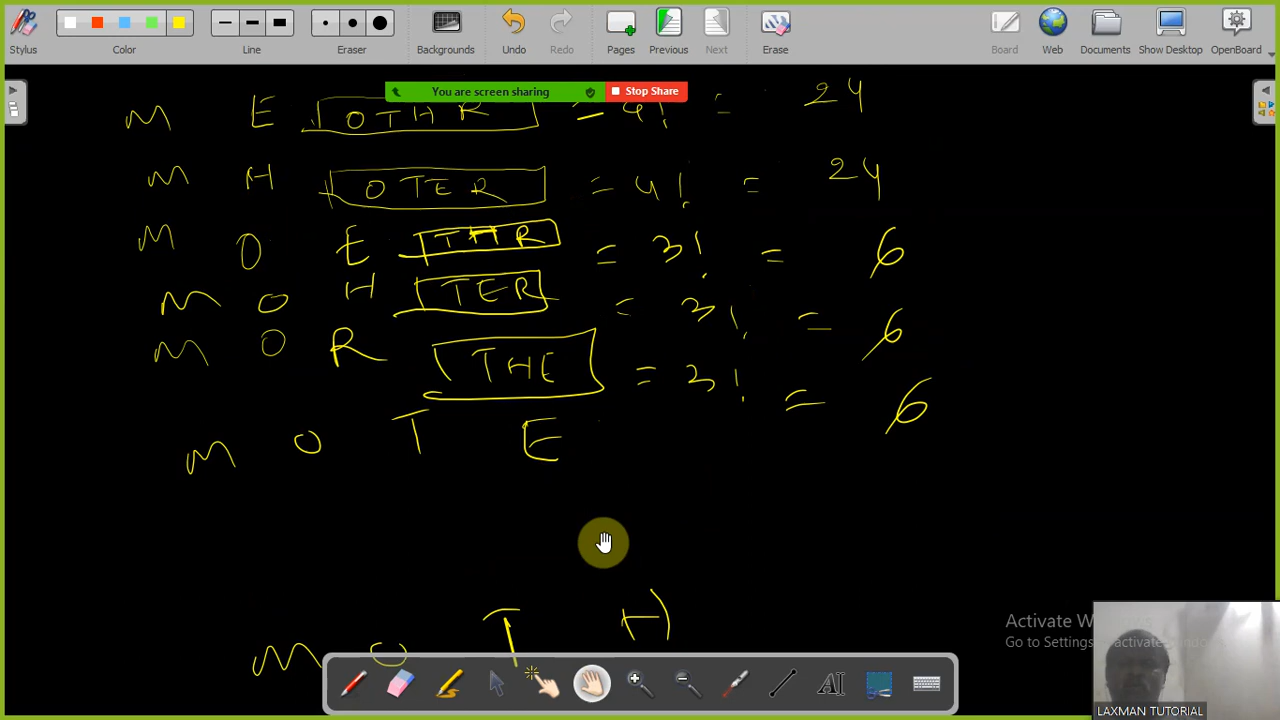 Stylus Color Line Eraser Backgrounds Undo Redo Pages Previous Next Erase Board Web Documents Show Desktop OpenBoard
You are screen sharing Stop Share
M E OTHR = 4! = 24
M H OTER = 4! = 24
M O E THR = 3! = 6
M O H TER = 3! = 6
M O R THE = 3! = 6
M O T E
M O T H
Activate W
Go to Settings
LAXMAN TUTORIAL